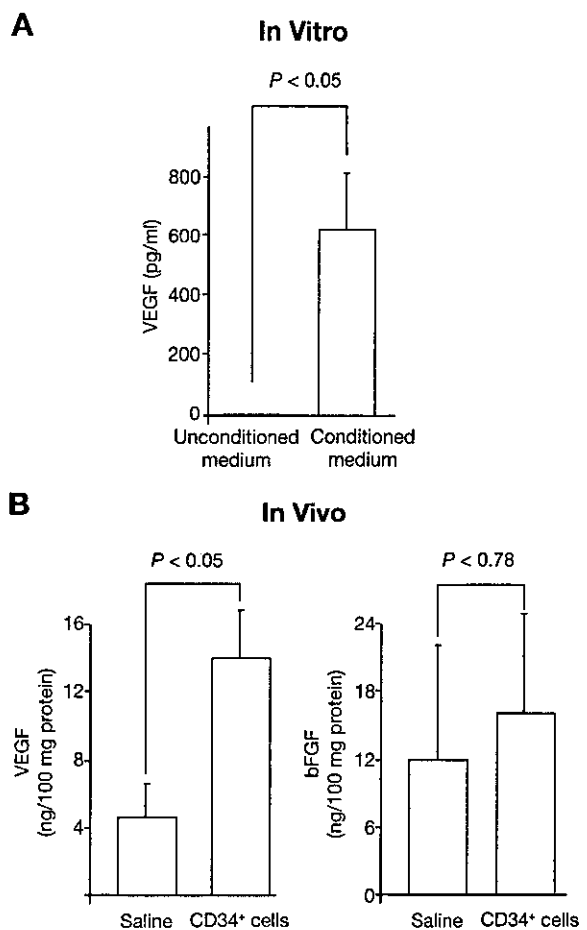 A
In Vitro
P < 0.05
VEGF (pg/ml)
800
600
400
200
0
Unconditioned
medium
Conditioned
medium
B
In Vivo
P < 0.05
VEGF
(ng/100 mg protein)
16
12
8
4
Saline
CD34+ cells
P < 0.78
bFGF
(ng/100 mg protein)
24
18
12
6
0
Saline
CD34+ cells